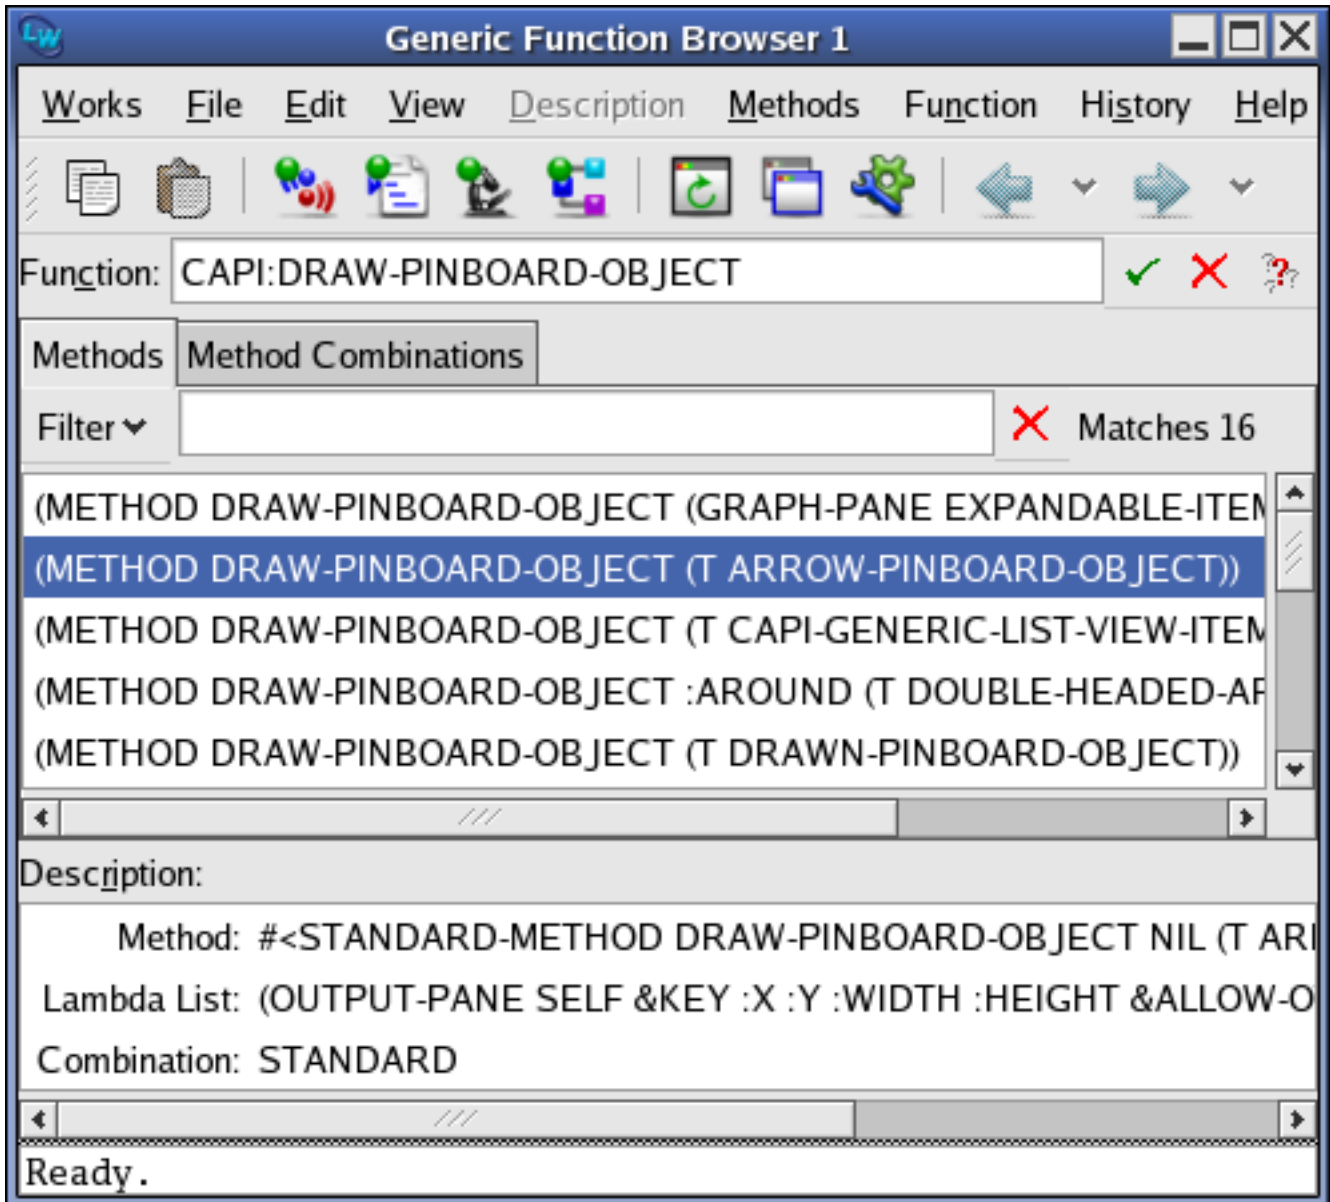 LW
Generic Function Browser 1
Works File Edit View Description Methods Function History Help
Function: CAPI:DRAW-PINBOARD-OBJECT
Methods Method Combinations
Filter Matches 16
(METHOD DRAW-PINBOARD-OBJECT (GRAPH-PANE EXPANDABLE-ITEM
(METHOD DRAW-PINBOARD-OBJECT (T ARROW-PINBOARD-OBJECT))
(METHOD DRAW-PINBOARD-OBJECT (T CAPI-GENERIC-LIST-VIEW-ITEM
(METHOD DRAW-PINBOARD-OBJECT :AROUND (T DOUBLE-HEADED-AR
(METHOD DRAW-PINBOARD-OBJECT (T DRAWN-PINBOARD-OBJECT))
Description:
Method: #<STANDARD-METHOD DRAW-PINBOARD-OBJECT NIL (T ARR
Lambda List: (OUTPUT-PANE SELF &KEY :X :Y :WIDTH :HEIGHT &ALLOW-O
Combination: STANDARD
Ready.